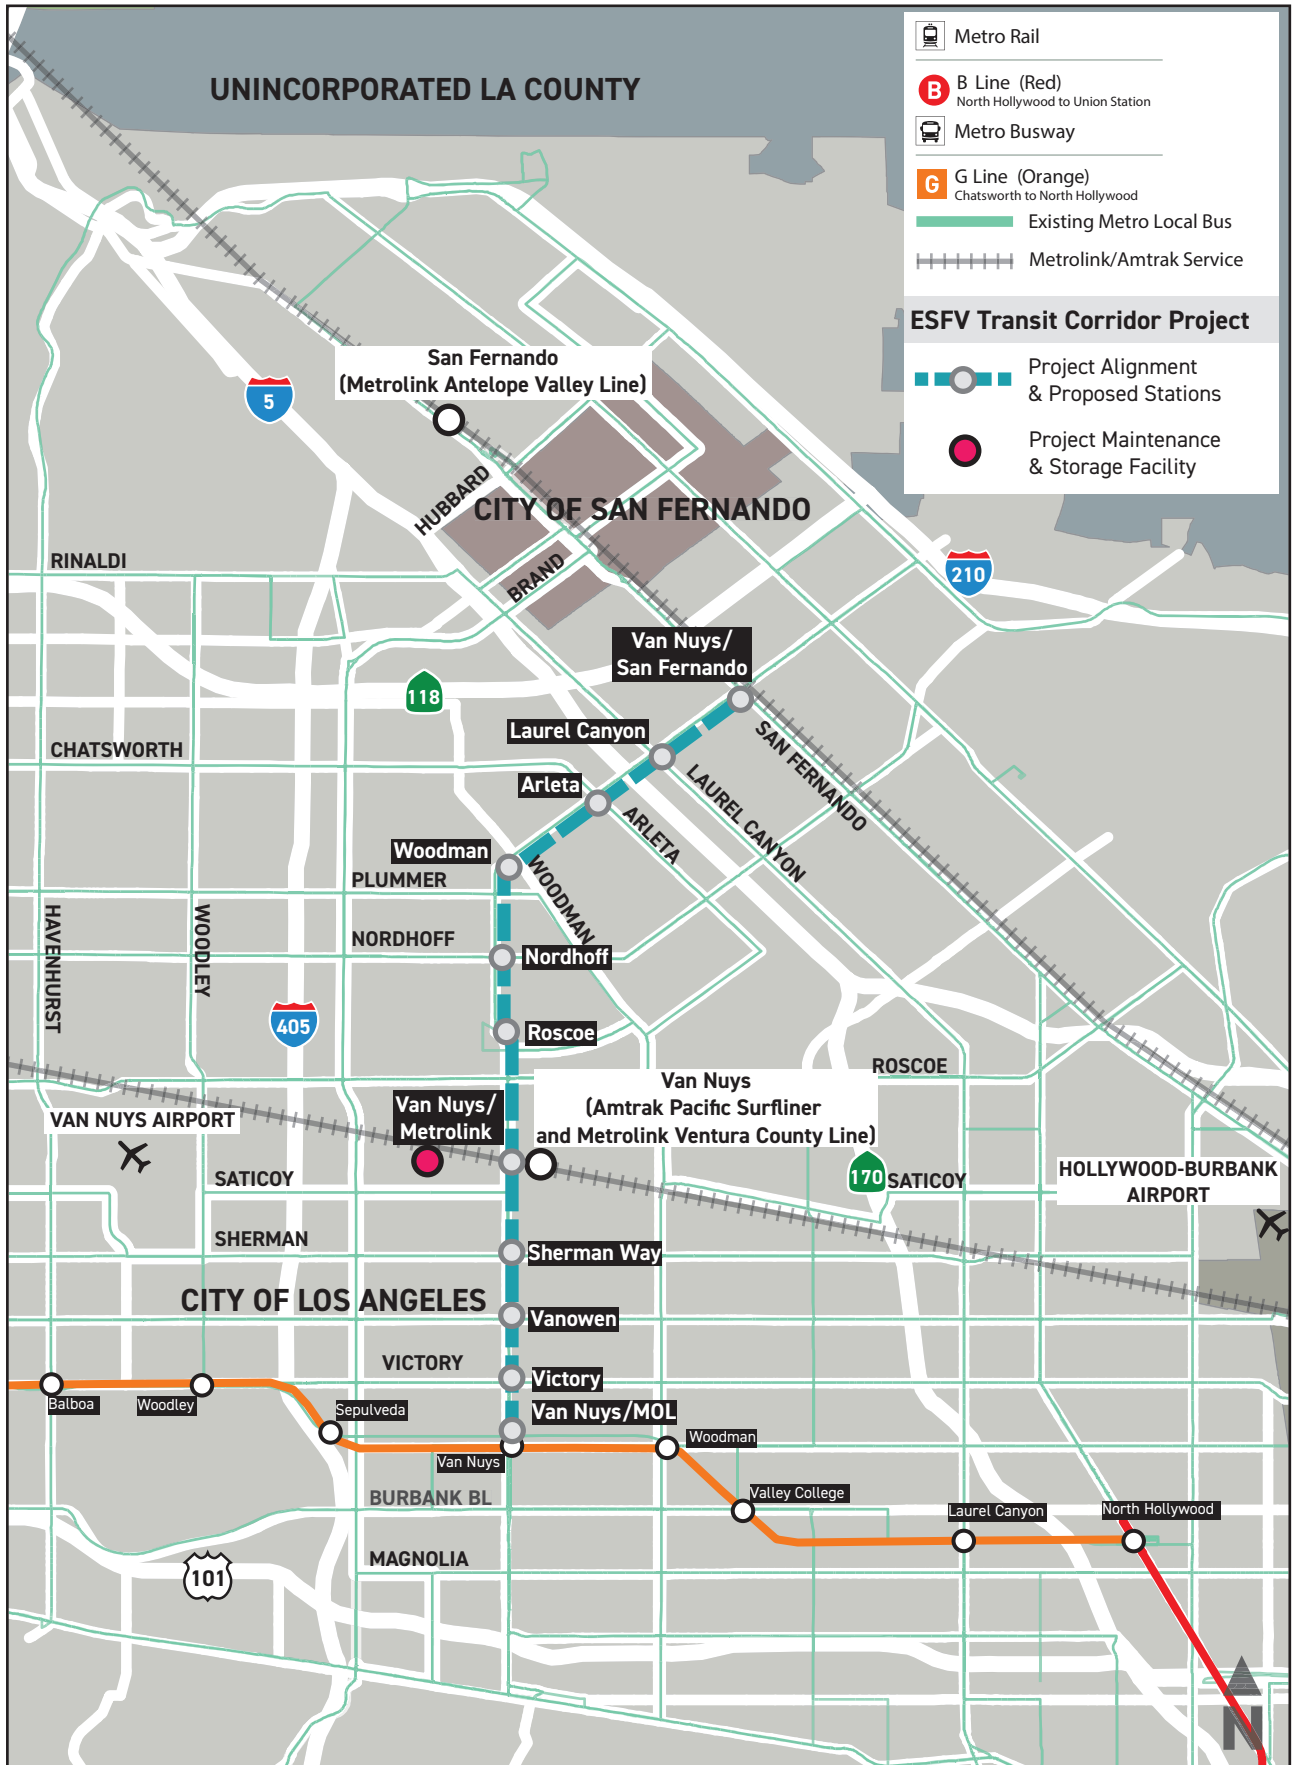 UNINCORPORATED LA COUNTY
Metro Rail
B
B Line (Red)
North Hollywood to Union Station
Metro Busway
G
G Line (Orange)
Chatsworth to North Hollywood
Existing Metro Local Bus
Metrolink/Amtrak Service
ESFV Transit Corridor Project
Project Alignment
& Proposed Stations
Project Maintenance
& Storage Facility
San Fernando
(Metrolink Antelope Valley Line)
5
HUBBARD
CITY OF SAN FERNANDO
RINALDI
BRAND
210
Van Nuys/
San Fernando
118
Laurel Canyon
CHATSWORTH
SAN FERNANDO
Arleta
LAUREL CANYON
ARLETA
Woodman
PLUMMER
WOODMAN
HAVENHURST
WOODLEY
NORDHOFF
Nordhoff
405
Roscoe
ROSCOE
Van Nuys
(Amtrak Pacific Surfliner
and Metrolink Ventura County Line)
Van Nuys/
Metrolink
VAN NUYS AIRPORT
170
SATICOY
SATICOY
HOLLYWOOD-BURBANK
AIRPORT
SHERMAN
Sherman Way
CITY OF LOS ANGELES
Vanowen
VICTORY
Victory
Balboa
Woodley
Sepulveda
Van Nuys/MOL
Van Nuys
Woodman
BURBANK BL
Valley College
Laurel Canyon
North Hollywood
MAGNOLIA
101
N